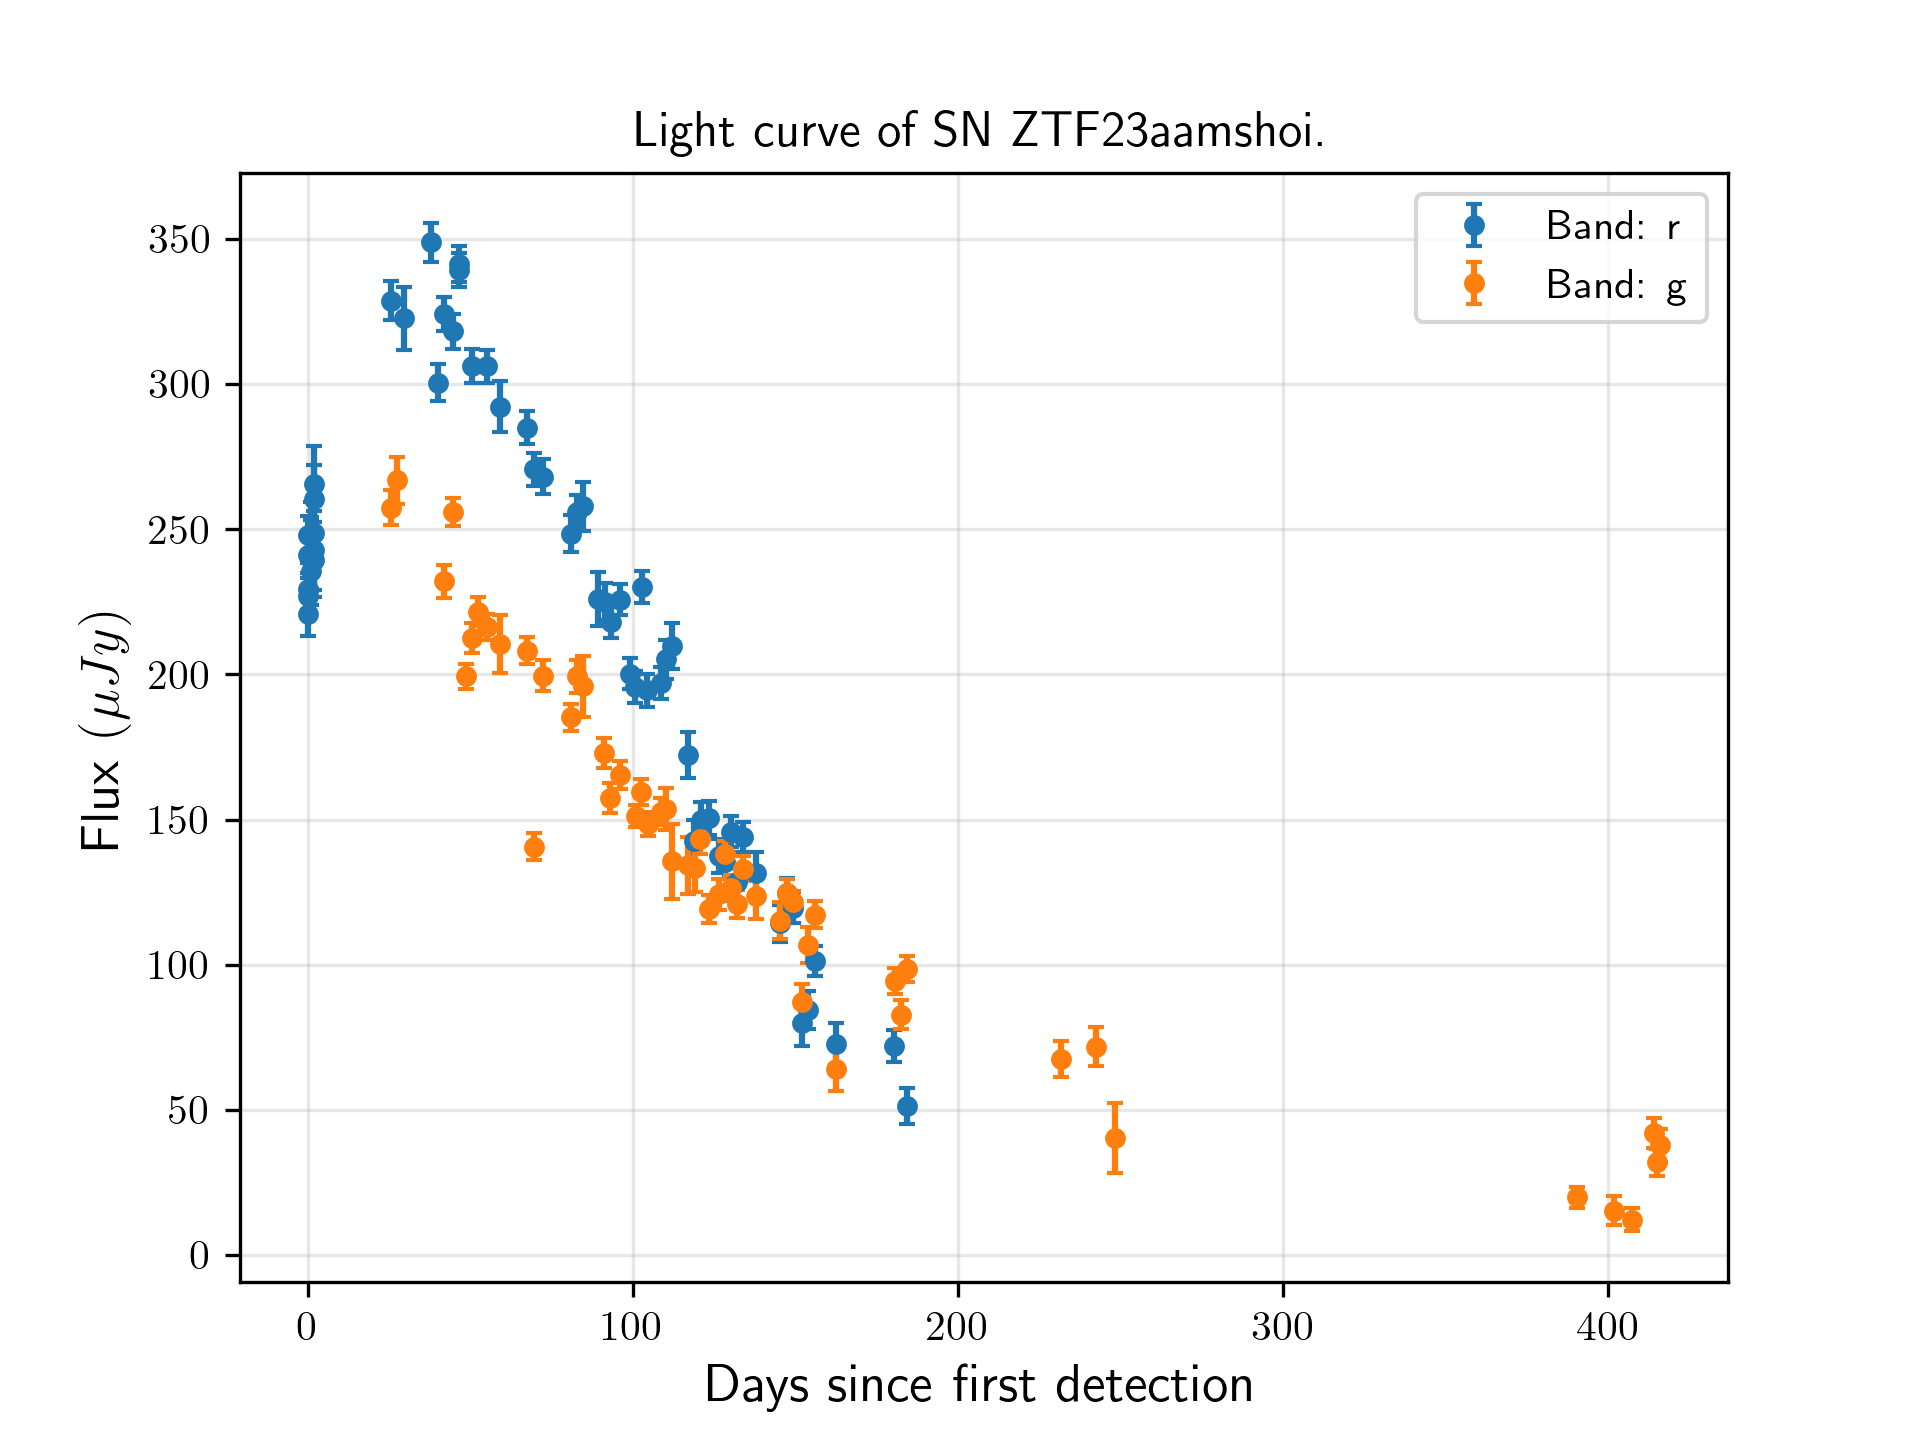 Light curve of SN ZTF23aamshoi.
Band: r
Band: g
350
300
250
200
150
100
50
0
Flux (μJy)
0 100 200 300 400
Days since first detection